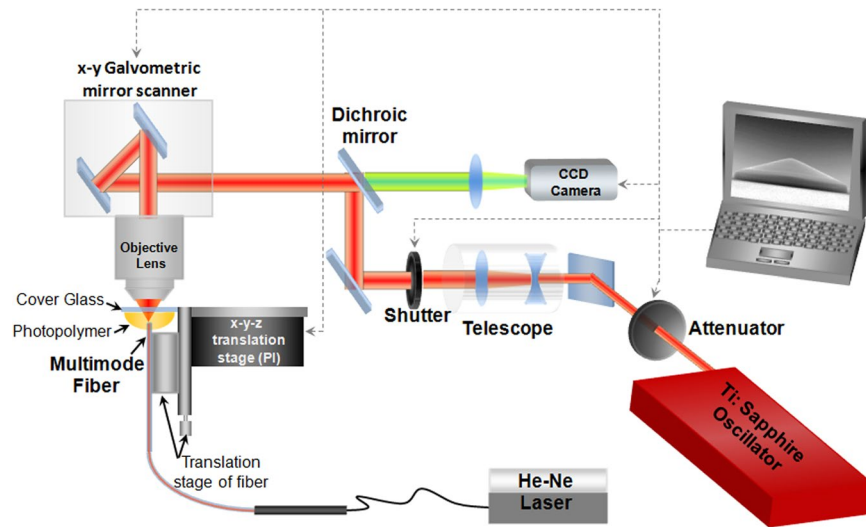 x-y Galvometric
mirror scanner
Dichroic
mirror
CCD
Camera
Objective
Lens
Cover Glass
Photopolymer
x-y-z
translation
stage (PI)
Shutter
Telescope
Attenuator
Multimode
Fiber
Ti: Sapphire
Oscillator
Translation
stage of fiber
He-Ne
Laser